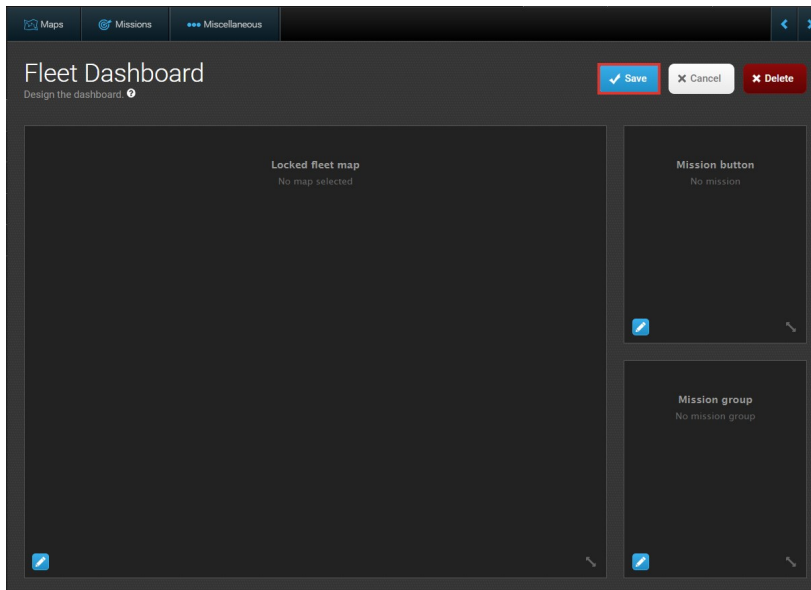 Maps
Missions
Miscellaneous
Fleet Dashboard
Design the dashboard.
Save
Cancel
Delete
Locked fleet map
No map selected
Mission button
No mission
Mission group
No mission group